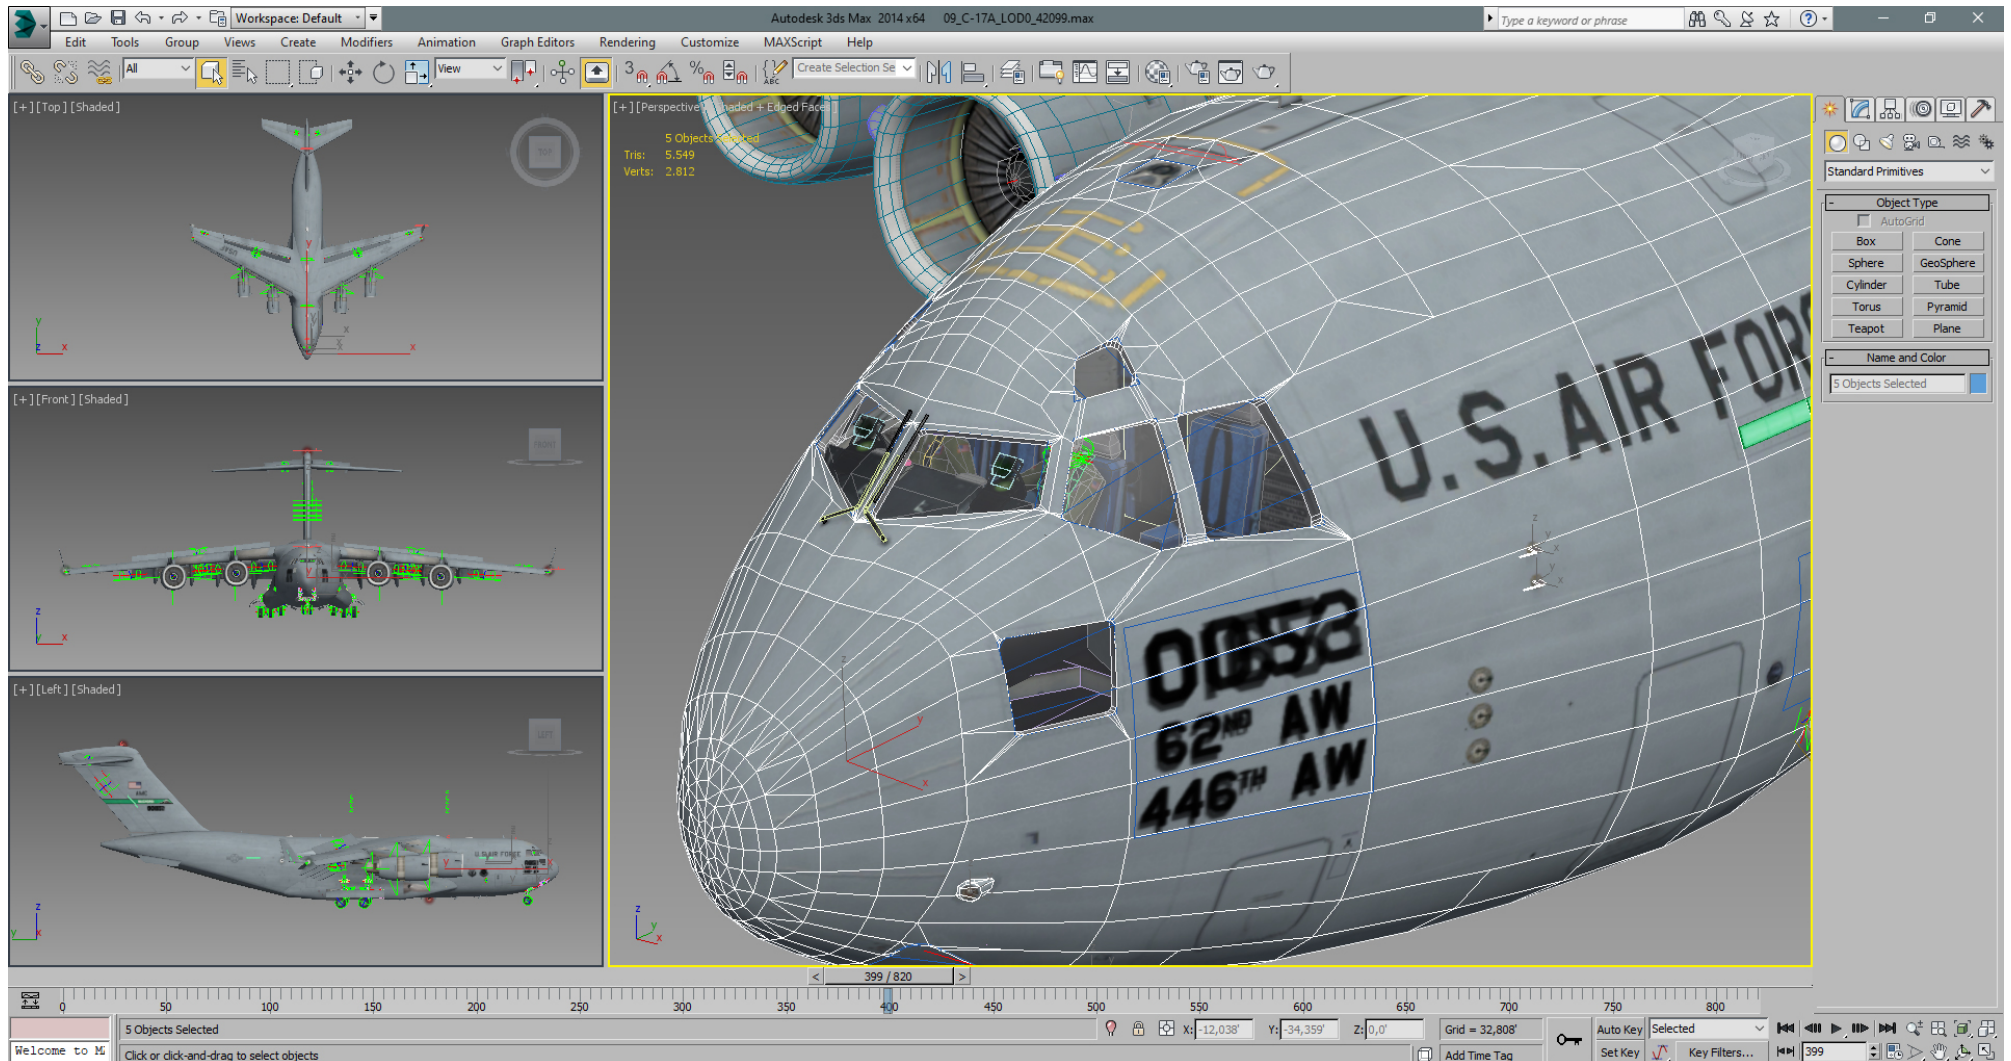 Workspace: Default
Autodesk 3ds Max 2014 x64 09_C-17A_LOD0_42099.max
Type a keyword or phrase
Edit Tools Group Views Create Modifiers Animation Graph Editors Rendering Customize MAXScript Help
All
View
Create Selection Se
[+] [Top] [Shaded]
TOP
[+] [Front] [Shaded]
FRONT
[+] [Left] [Shaded]
LEFT
5 Objects Selected
Tris: 5.549
Verts: 2.812
U.S. AIR FOR
62ND AW
446TH AW
Standard Primitives
- Object Type
AutoGrid
Box Cone
Sphere GeoSphere
Cylinder Tube
Torus Pyramid
Teapot Plane
- Name and Color
5 Objects Selected
< 399 / 820 >
0 50 100 150 200 250 300 350 400 450 500 550 600 650 700 750 800
5 Objects Selected
X: -12,038' Y: -34,359' Z: 0,0' Grid = 32,808' Auto Key Selected
Welcome to M
Click or click-and-drag to select objects
Add Time Tag Set Key Key Filters... 399